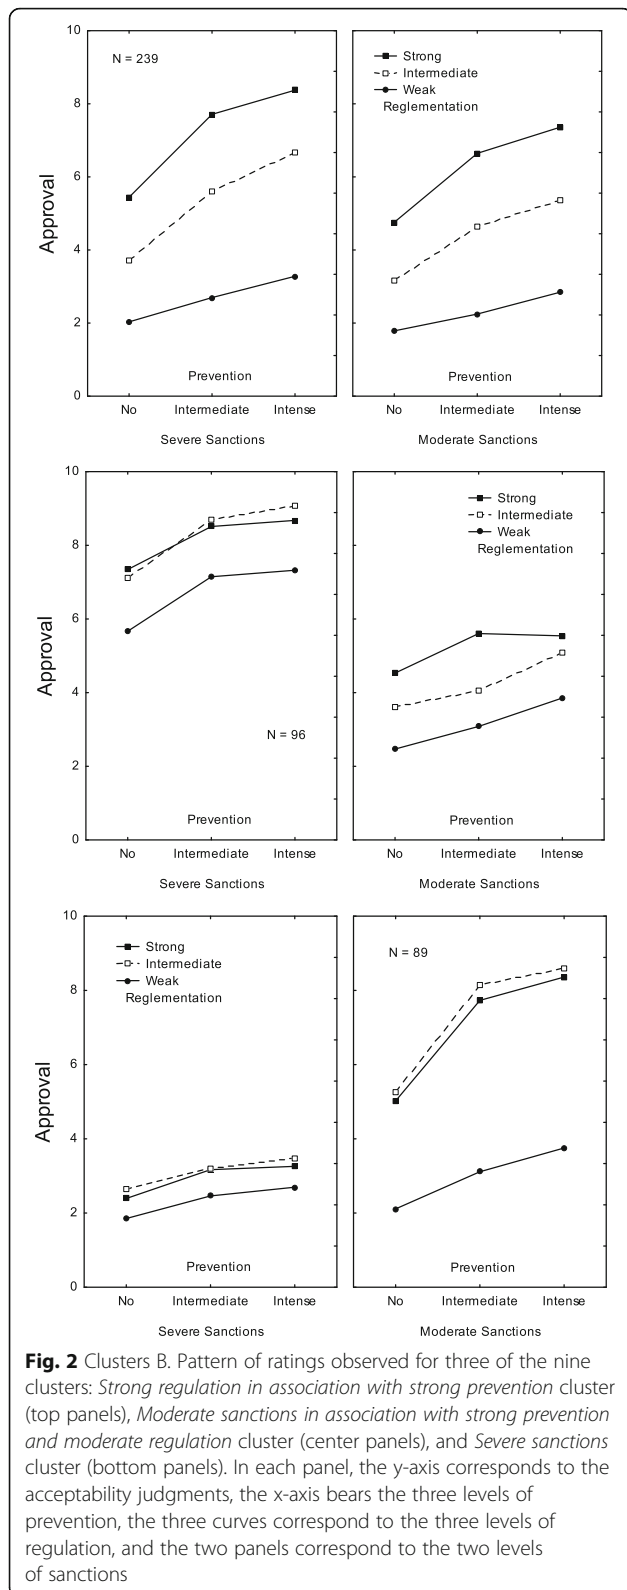 10
8
6
4
2
0
Approval
N = 239
Prevention
No Intermediate Intense
Severe Sanctions
Strong
Intermediate
Weak
Reglementation
Prevention
No Intermediate Intense
Moderate Sanctions
10
8
6
4
2
0
Approval
N = 96
Prevention
No Intermediate Intense
Severe Sanctions
Strong
Intermediate
Weak
Reglementation
Prevention
No Intermediate Intense
Moderate Sanctions
10
8
6
4
2
0
Approval
Strong
Intermediate
Weak
Reglementation
Prevention
No Intermediate Intense
Severe Sanctions
N = 89
Prevention
No Intermediate Intense
Moderate Sanctions
Fig. 2 Clusters B. Pattern of ratings observed for three of the nine
clusters: Strong regulation in association with strong prevention cluster
(top panels), Moderate sanctions in association with strong prevention
and moderate regulation cluster (center panels), and Severe sanctions
cluster (bottom panels). In each panel, the y-axis corresponds to the
acceptability judgments, the x-axis bears the three levels of
prevention, the three curves correspond to the three levels of
regulation, and the two panels correspond to the two levels
of sanctions